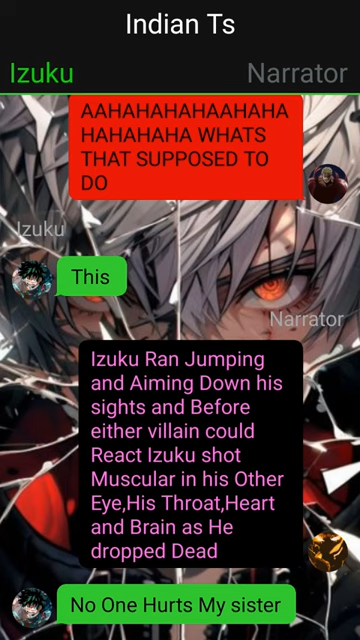 Indian Ts
Izuku
Narrator
AAHAHAHAHAAHAHA
HAHAHAHA WHATS
THAT SUPPOSED TO
DO
Izuku
This
Narrator
Izuku Ran Jumping
and Aiming Down his
sights and Before
either villain could
React Izuku shot
Muscular in his Other
Eye,His Throat,Heart
and Brain as He
dropped Dead
No One Hurts My sister